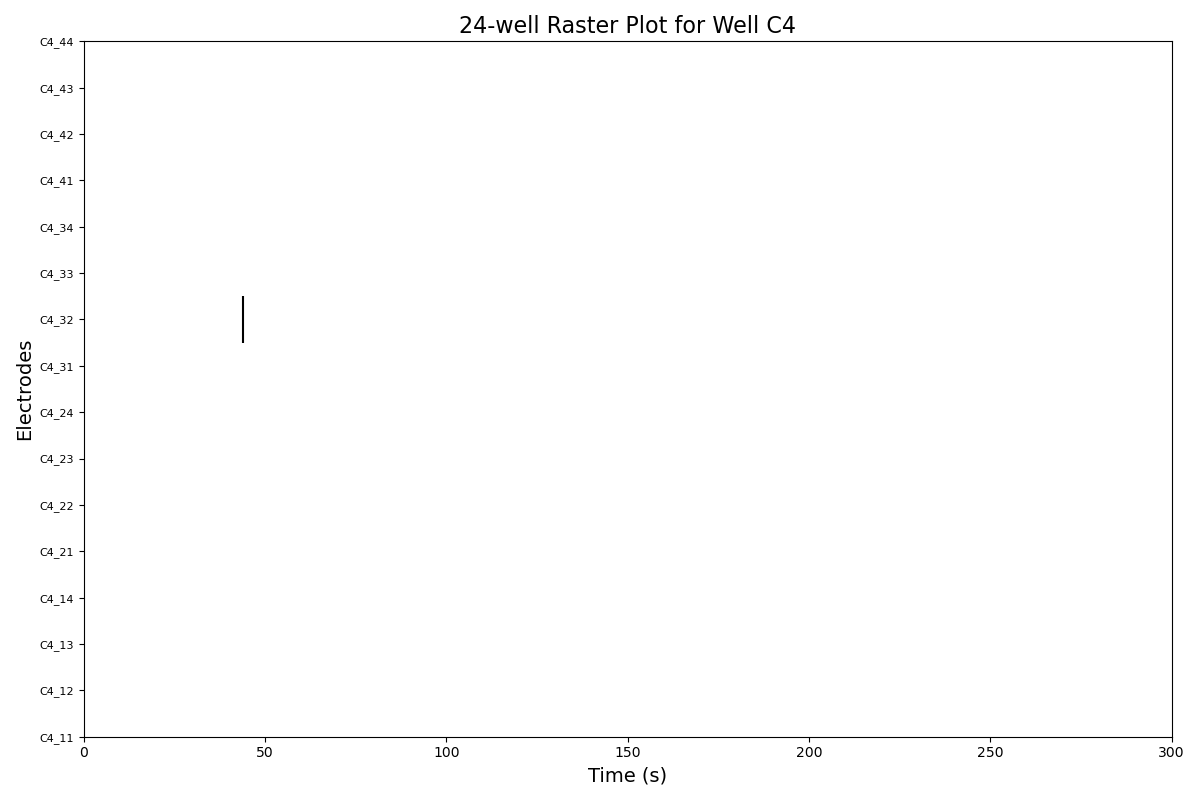 24-well Raster Plot for Well C4
C4_44
C4_43
C4_42
C4_41
C4_34
C4_33
C4_32
C4_31
C4_24
C4_23
C4_22
C4_21
C4_14
C4_13
C4_12
C4_11
Electrodes
0 50 100 150 200 250 300
Time (s)